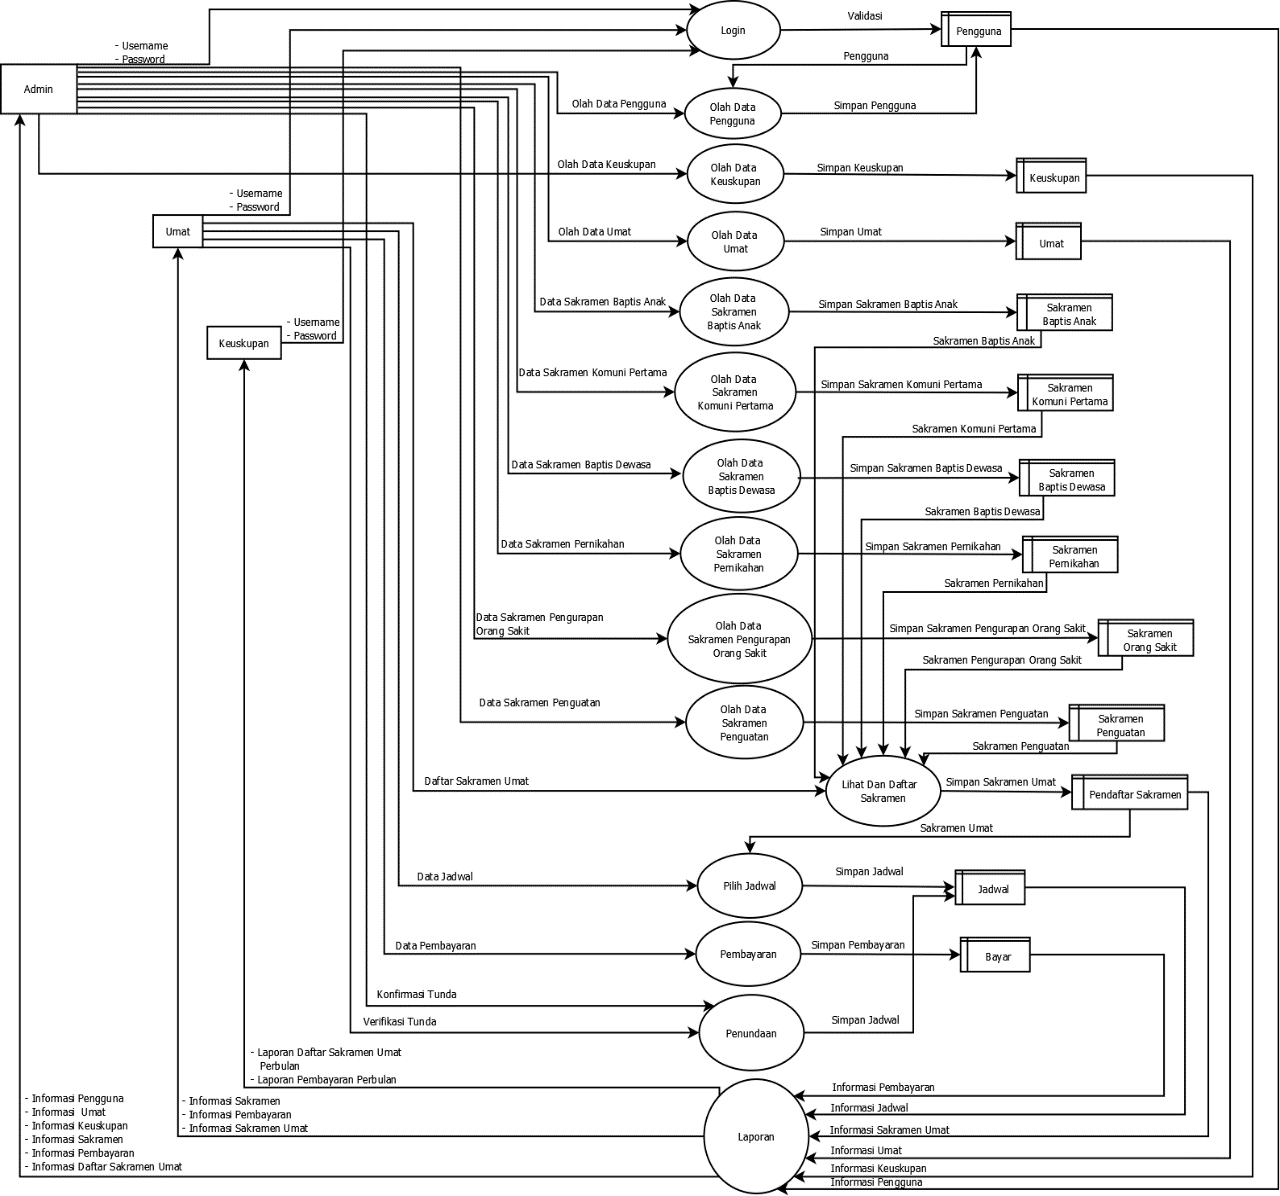 - Username
- Password
Admin
Login
Validasi
Pengguna
Pengguna
Olah Data Pengguna
Olah Data
Pengguna
Simpan Pengguna
Olah Data Keuskupan
Olah Data
Keuskupan
Simpan Keuskupan
Keuskupan
- Username
- Password
Umat
Olah Data Umat
Olah Data
Umat
Simpan Umat
Umat
Data Sakramen Baptis Anak
Olah Data
Sakramen
Baptis Anak
Simpan Sakramen Baptis Anak
Sakramen
Baptis Anak
Sakramen Baptis Anak
- Username
- Password
Keuskupan
Data Sakramen Komuni Pertama
Olah Data
Sakramen
Komuni Pertama
Simpan Sakramen Komuni Pertama
Sakramen
Komuni Pertama
Sakramen Komuni Pertama
Data Sakramen Baptis Dewasa
Olah Data
Sakramen
Baptis Dewasa
Simpan Sakramen Baptis Dewasa
Sakramen
Baptis Dewasa
Sakramen Baptis Dewasa
Data Sakramen Pernikahan
Olah Data
Sakramen
Pernikahan
Simpan Sakramen Pernikahan
Sakramen
Pernikahan
Sakramen Pernikahan
Data Sakramen Pengurapan
Orang Sakit
Olah Data
Sakramen Pengurapan
Orang Sakit
Simpan Sakramen Pengurapan Orang Sakit
Sakramen
Orang Sakit
Sakramen Pengurapan Orang Sakit
Data Sakramen Penguatan
Olah Data
Sakramen
Penguatan
Simpan Sakramen Penguatan
Sakramen
Penguatan
Sakramen Penguatan
Daftar Sakramen Umat
Lihat Dan Daftar
Sakramen
Simpan Sakramen Umat
Pendaftar Sakramen
Sakramen Umat
Data Jadwal
Pilih Jadwal
Simpan Jadwal
Jadwal
Data Pembayaran
Pembayaran
Simpan Pembayaran
Bayar
Konfirmasi Tunda
Verifikasi Tunda
Penundaan
Simpan Jadwal
- Laporan Daftar Sakramen Umat
Perbulan
- Laporan Pembayaran Perbulan
- Informasi Pengguna
- Informasi Umat
- Informasi Keuskupan
- Informasi Sakramen
- Informasi Pembayaran
- Informasi Daftar Sakramen Umat
- Informasi Sakramen
- Informasi Pembayaran
- Informasi Sakramen Umat
Laporan
Informasi Pembayaran
Informasi Jadwal
Informasi Sakramen Umat
Informasi Umat
Informasi Keuskupan
Informasi Pengguna